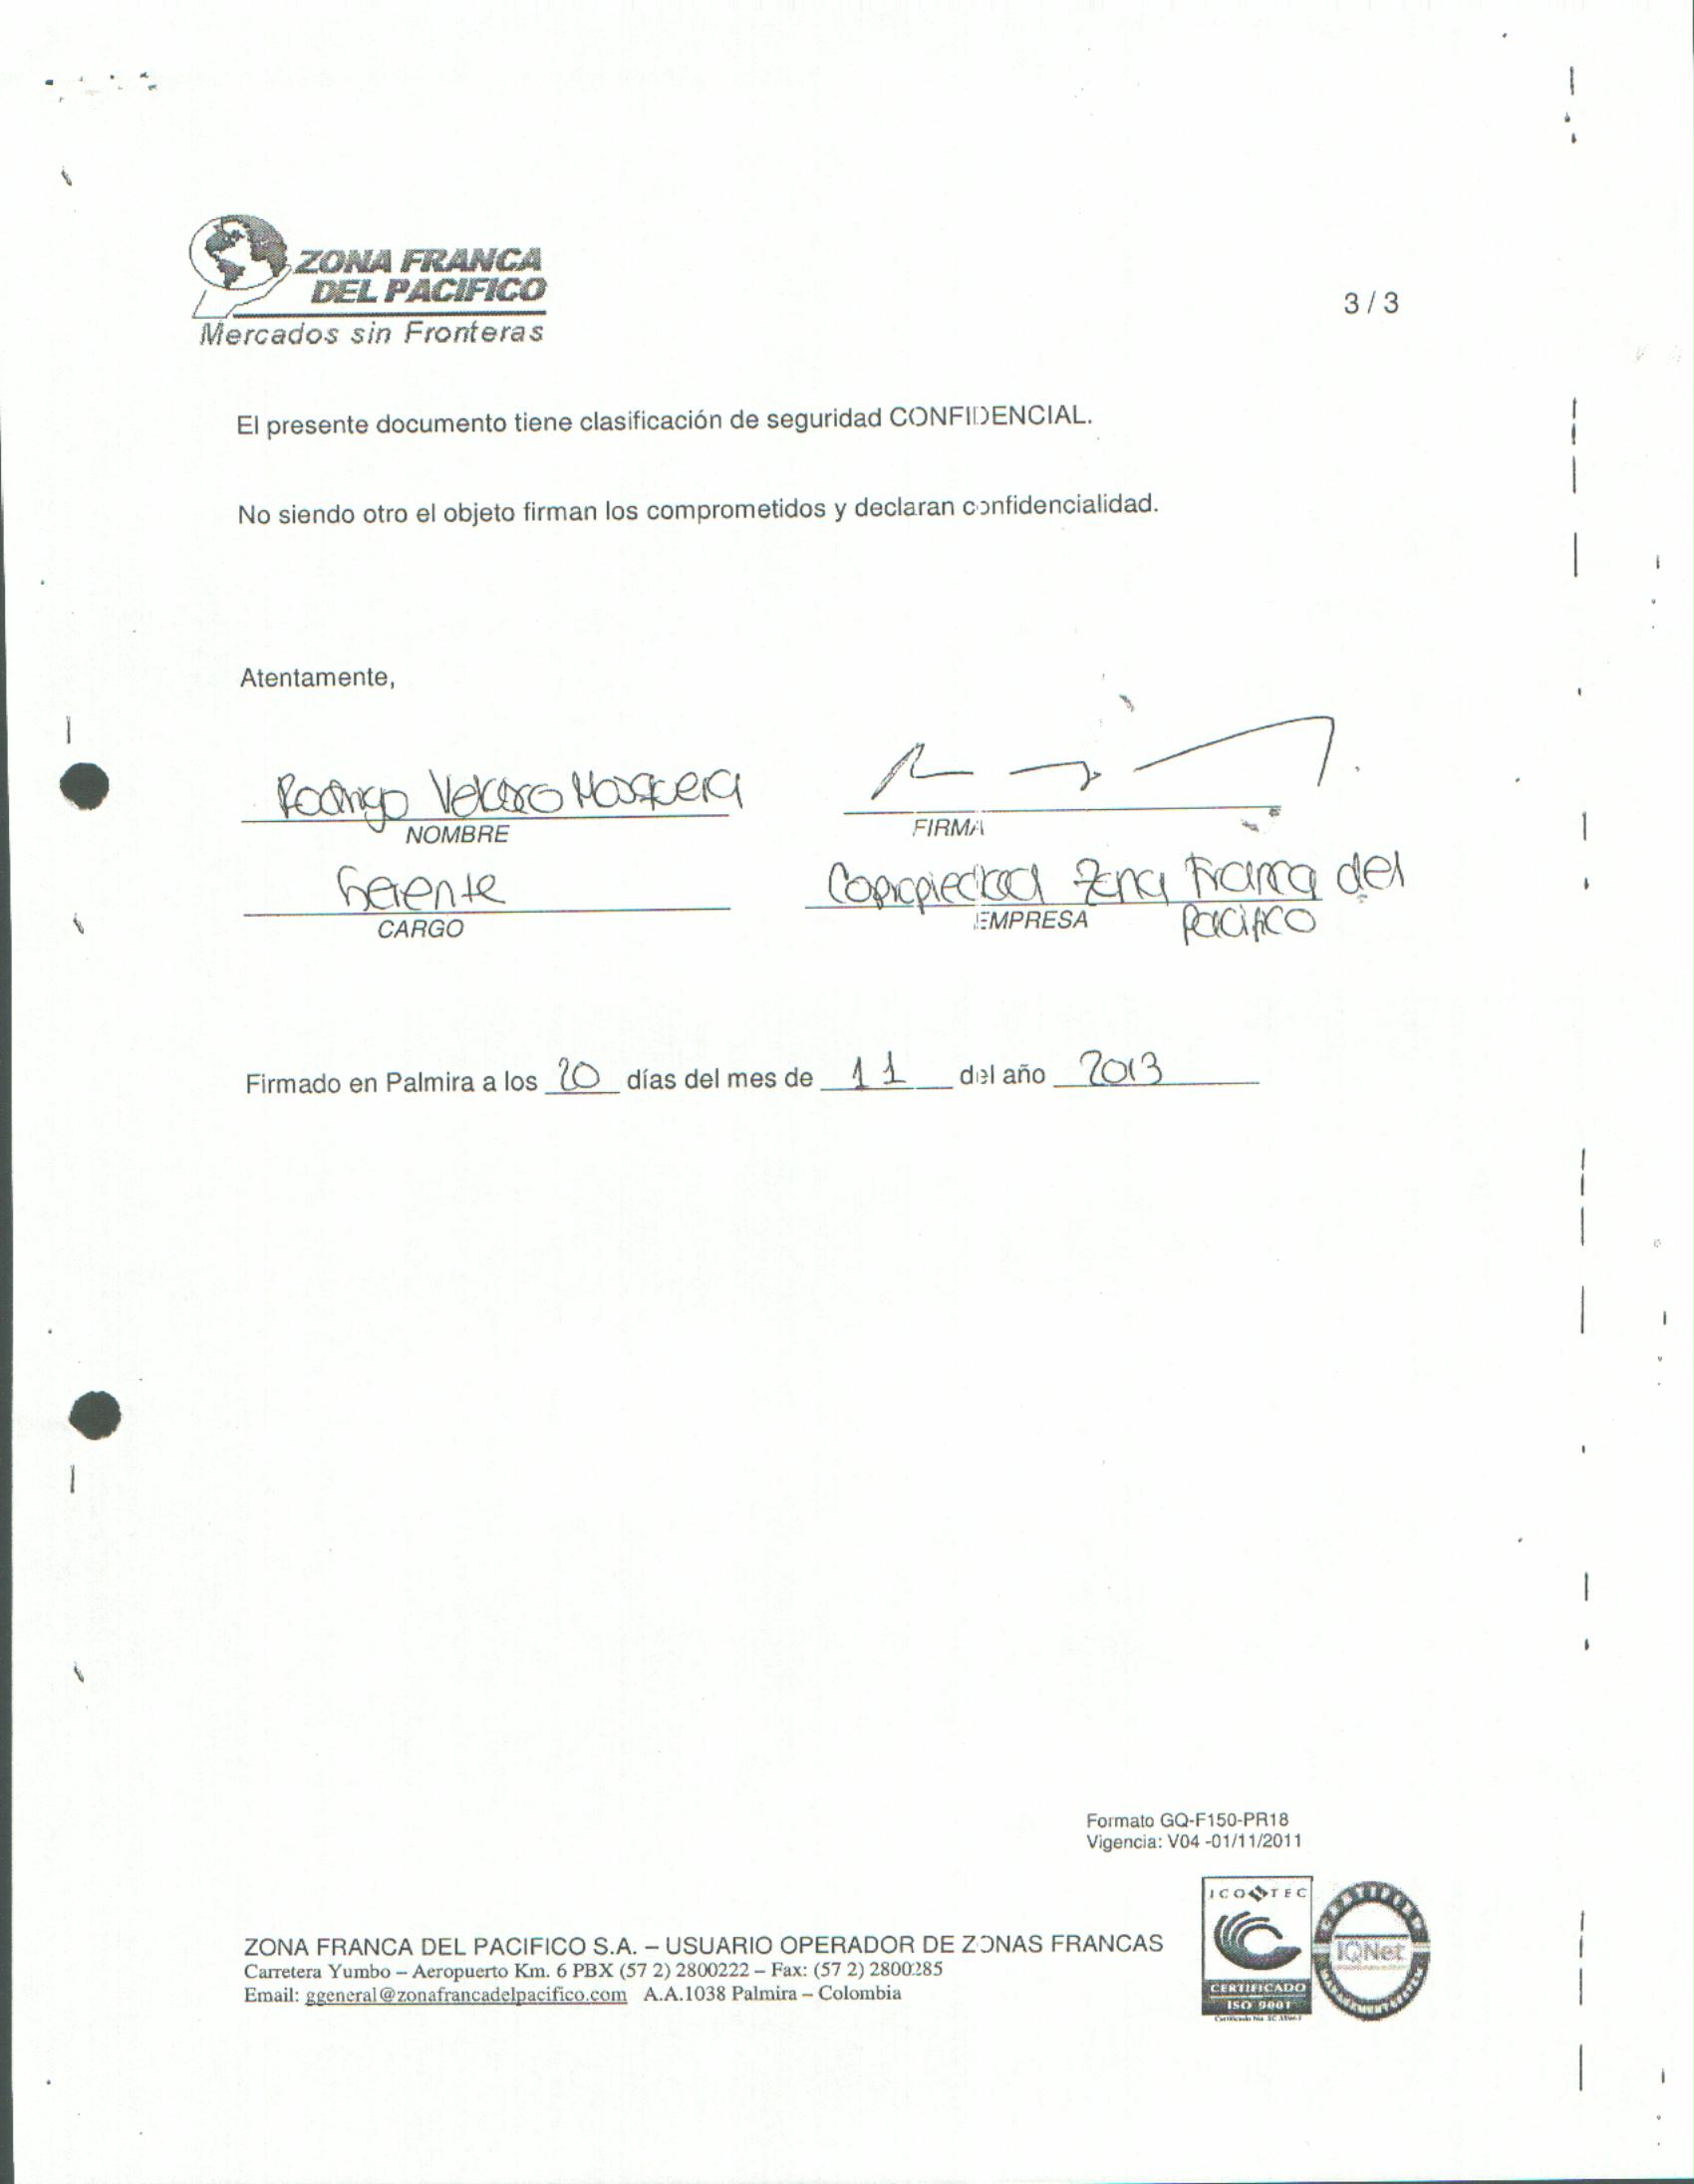 ZONA FRANCA
DEL PACIFICO
Mercados sin Fronteras
3 / 3
El presente documento tiene clasificación de seguridad CONFIDENCIAL.
No siendo otro el objeto firman los comprometidos y declaran confidencialidad.
Atentamente,
Rodrigo Velasco Mosquera
NOMBRE
FIRMA
Gerente
CARGO
Copropiedad Zona Franca del
Pacifico
EMPRESA
Firmado en Palmira a los 20 días del mes de 11 del año 2013
Formato GQ-F150-PR18
Vigencia: V04 -01/11/2011
ICONTEC
CERTIFICADO
ISO 9001
IQNet
ZONA FRANCA DEL PACIFICO S.A. – USUARIO OPERADOR DE ZONAS FRANCAS
Carretera Yumbo – Aeropuerto Km. 6 PBX (57 2) 2800222 – Fax: (57 2) 2800285
Email: ggeneral@zonafrancadelpacifico.com A.A.1038 Palmira – Colombia